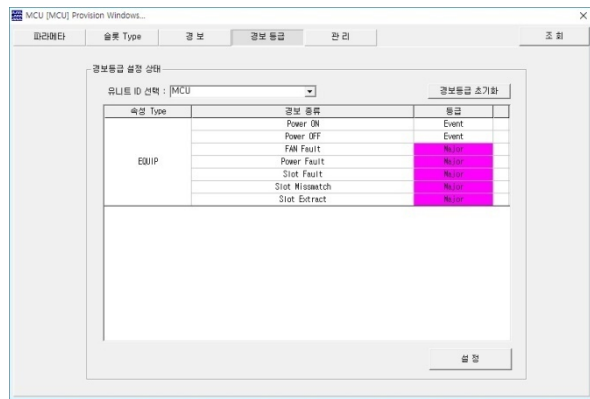 MCU [MCU] Provision Windows...
파라메타 슬롯 Type 경 보 경보 등급 관 리 조 회
경보등급 설정 상태
유니트 ID 선택 : MCU 경보등급 초기화
속성 Type 경보 종류 등급
Power ON Event
Power OFF Event
FAN Fault Major
EQUIP Power Fault Major
Slot Fault Major
Slot Missmatch Major
Slot Extract Major
설 정